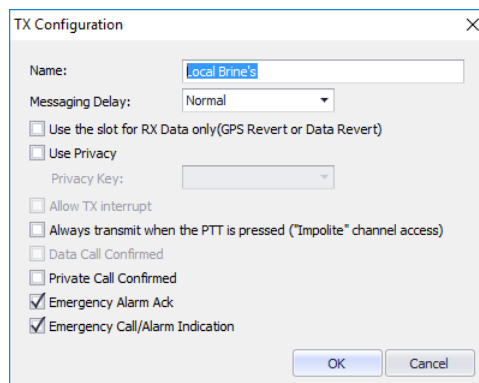 TX Configuration
Name: Local Brine's
Messaging Delay: Normal
Use the slot for RX Data only(GPS Revert or Data Revert)
Use Privacy
Privacy Key:
Allow TX interrupt
Always transmit when the PTT is pressed ("Impolite" channel access)
Data Call Confirmed
Private Call Confirmed
Emergency Alarm Ack
Emergency Call/Alarm Indication
OK Cancel